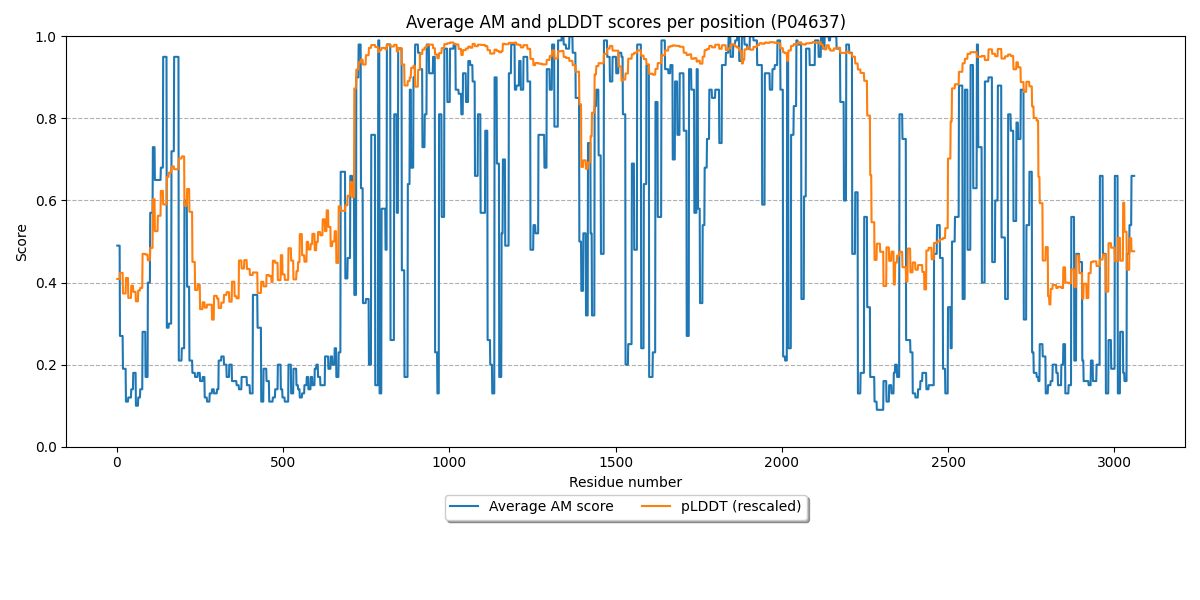 Average AM and pLDDT scores per position (P04637)
1.0
0.8
0.6
0.4
0.2
0.0
Score
0 500 1000 1500 2000 2500 3000
Residue number
Average AM score pLDDT (rescaled)